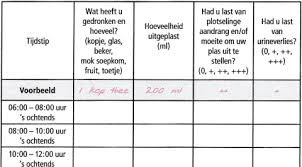 Tijdstip
Wat heeft u
gedronken en
hoeveel?
(kopje, glas,
beker,
mok soepkom,
fruit, toetje)
Hoeveelheid
uitgeplast
(ml)
Had u last van
plotselinge
aandrang en/of
moeite om uw
plas uit te
stellen?
(0, +, ++, +++)
Had u last van
urineverlies?
(0, +, ++,
+++)
Voorbeeld
1 kop thee
200 ml
++
+
06:00 – 08:00 uur
's ochtends
08:00 – 10:00 uur
's ochtends
10:00 – 12:00 uur
's ochtends